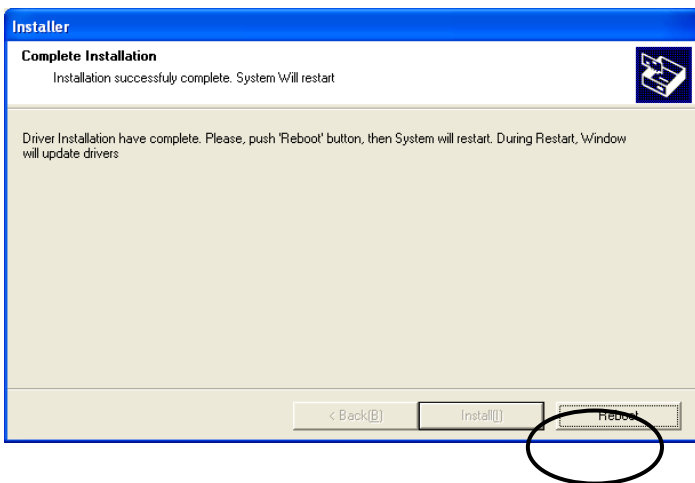 Installer
Complete Installation
Installation successfuly complete. System Will restart
Driver Installation have complete. Please, push 'Reboot' button, then System will restart. During Restart, Window
will update drivers
< Back(B) Install(I) Reboot